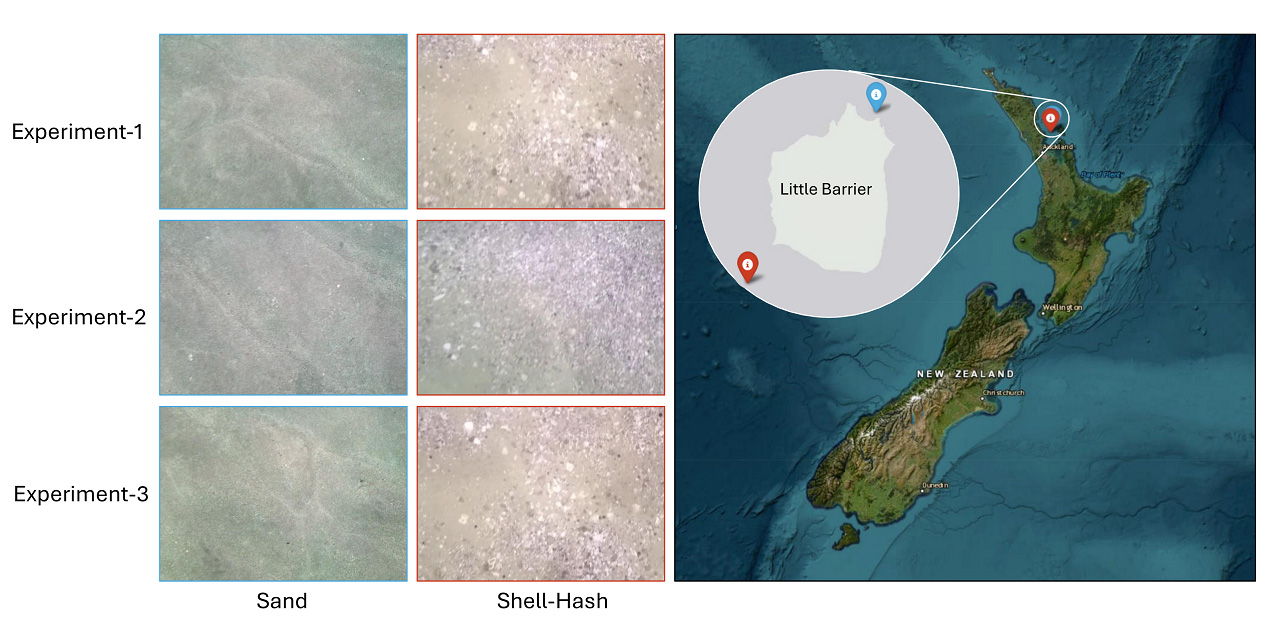 Experiment-1
Experiment-2
Experiment-3
Sand
Shell-Hash
Little Barrier
Auckland
Bay of Plenty
Wellington
NEW ZEALAND
Christchurch
Dunedin